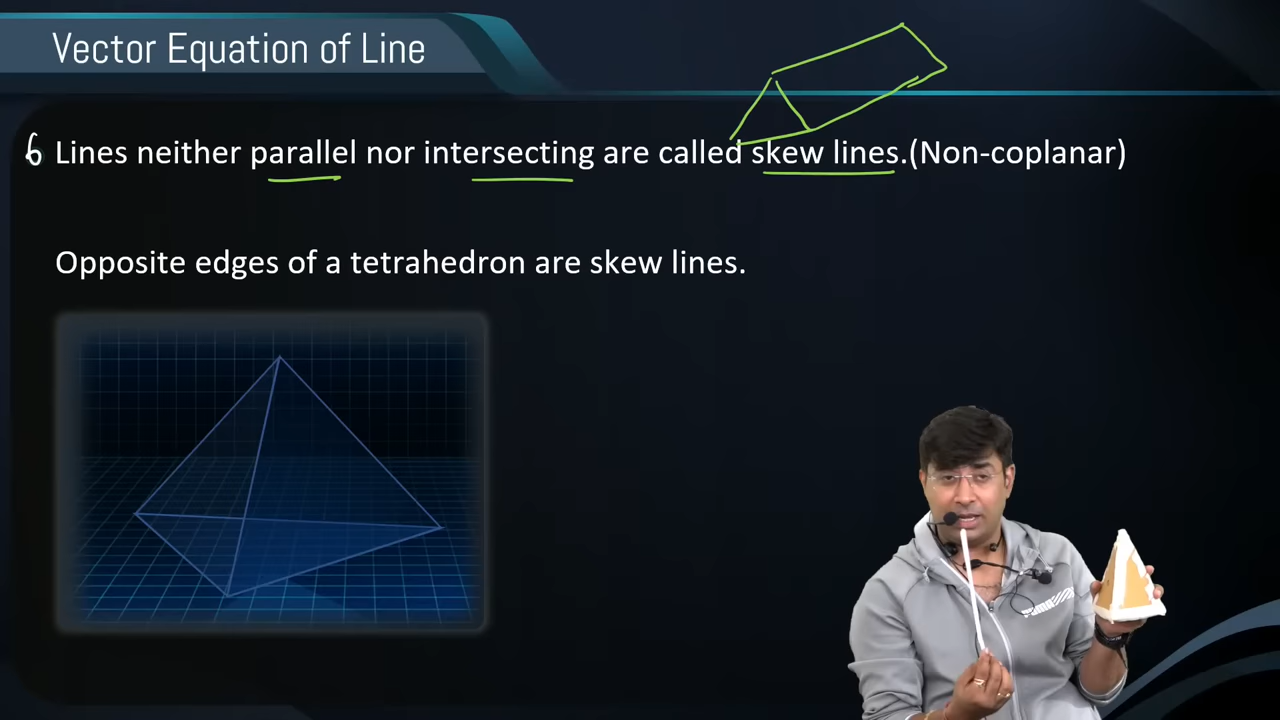 Vector Equation of Line
6 Lines neither parallel nor intersecting are called skew lines.(Non-coplanar)
Opposite edges of a tetrahedron are skew lines.